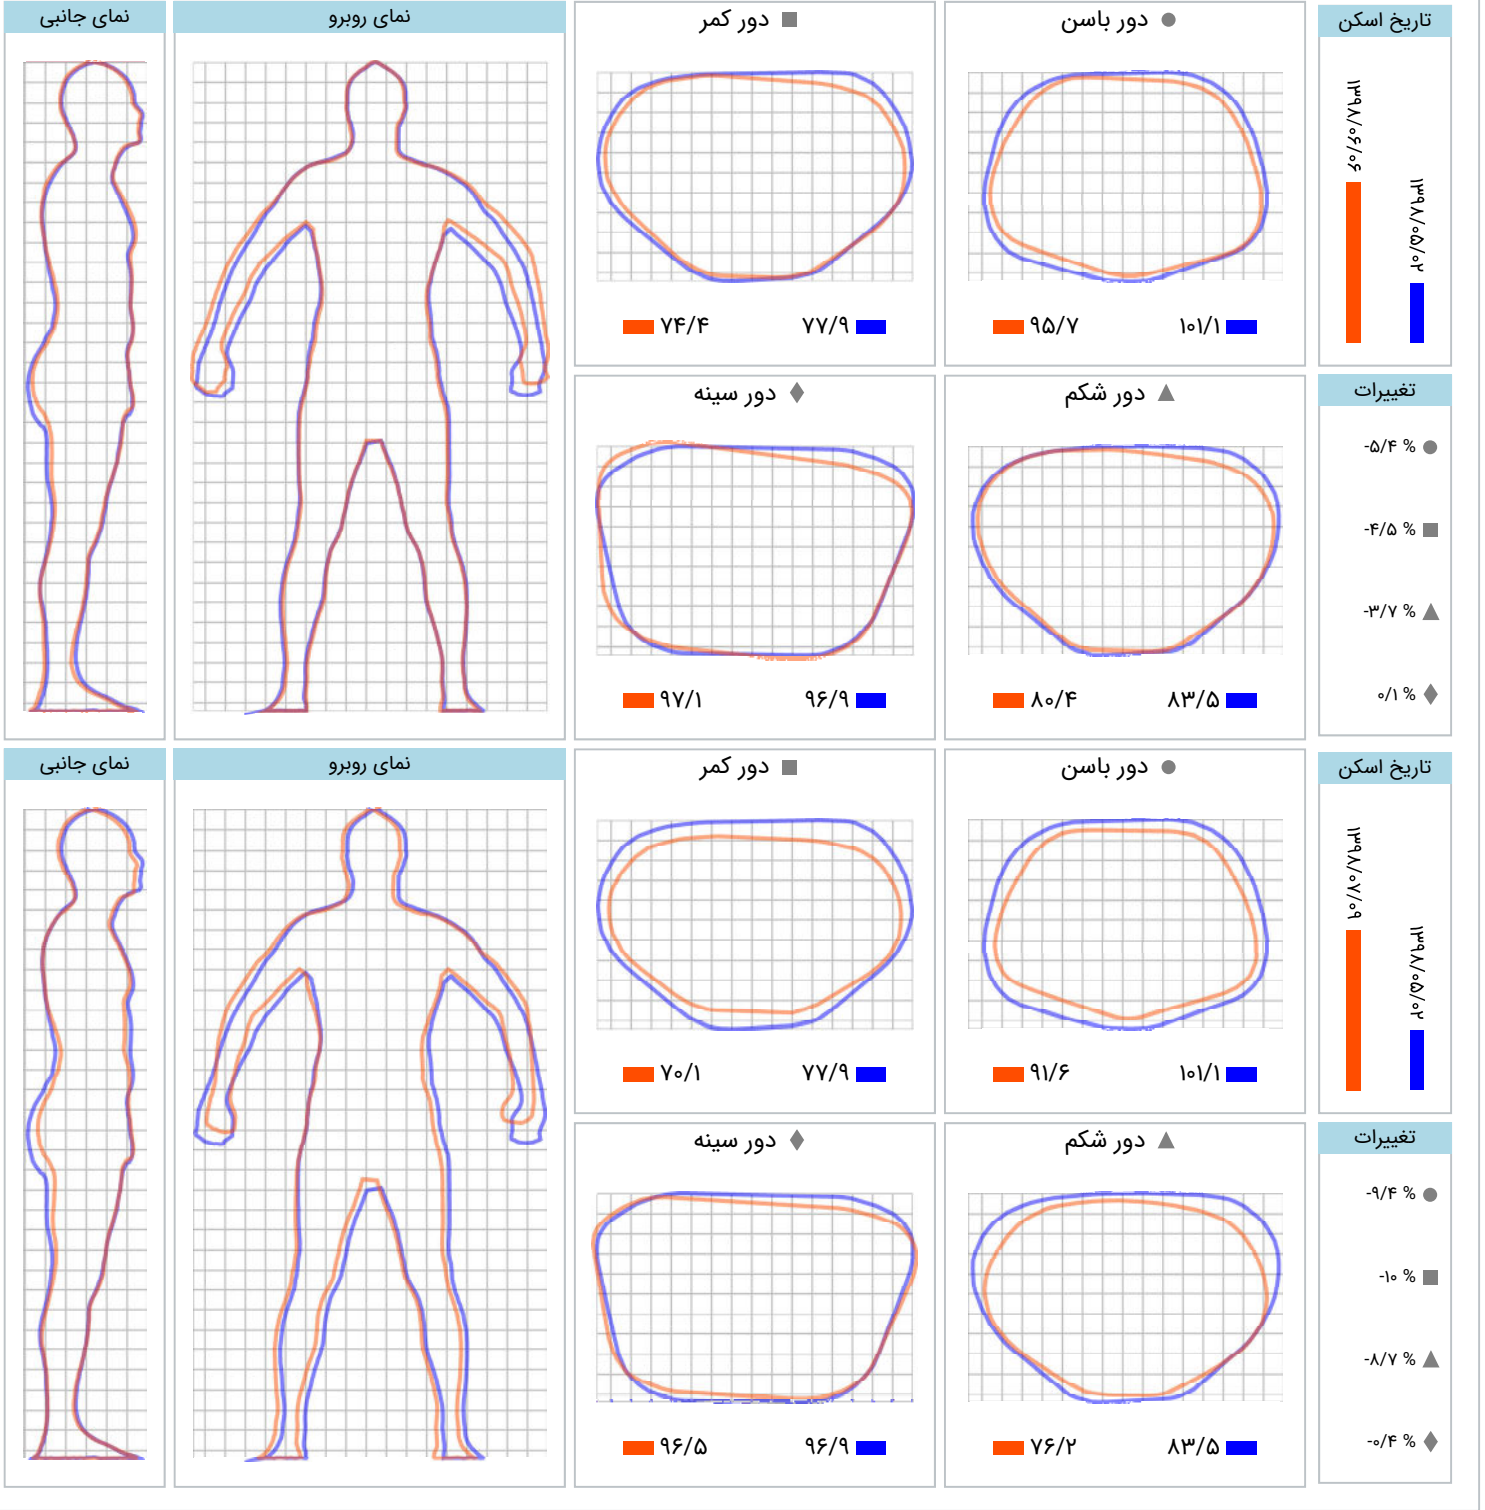 تاریخ اسکن
۱۳۹۸/۰۵/۰۲
۱۳۹۸/۰۶/۰۶
دور باسن
۱۰۱/۱
۹۵/۷
دور کمر
۷۷/۹
۷۴/۴
نمای روبرو
نمای جانبی
تغییرات
-۵/۴ %
-۴/۵ %
-۳/۷ %
۰/۱ %
دور شکم
۸۳/۵
۸۰/۴
دور سینه
۹۶/۹
۹۷/۱
تاریخ اسکن
۱۳۹۸/۰۵/۰۲
۱۳۹۸/۰۷/۰۹
دور باسن
۱۰۱/۱
۹۱/۶
دور کمر
۷۷/۹
۷۰/۱
نمای روبرو
نمای جانبی
تغییرات
-۹/۴ %
-۱۰ %
-۸/۷ %
-۰/۴ %
دور شکم
۸۳/۵
۷۶/۲
دور سینه
۹۶/۹
۹۶/۵